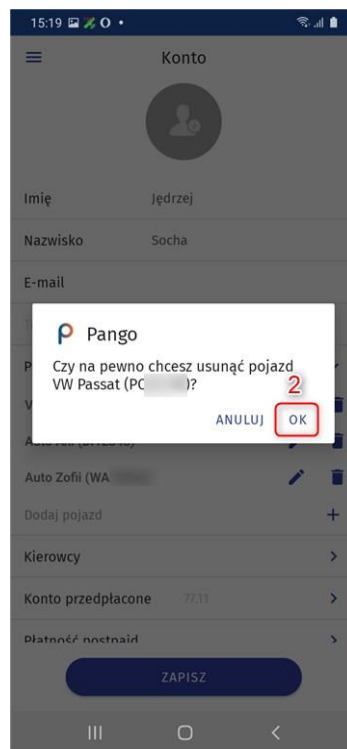 15:19
Konto
Imię Jędrzej
Nazwisko Socha
E-mail
Pango
Czy na pewno chcesz usunąć pojazd
VW Passat (PO )?
2
ANULUJ OK
Auto Zofii (WA
Dodaj pojazd +
Kierowcy
Konto przedpłacone 77,11
Płatność postpaid
ZAPISZ